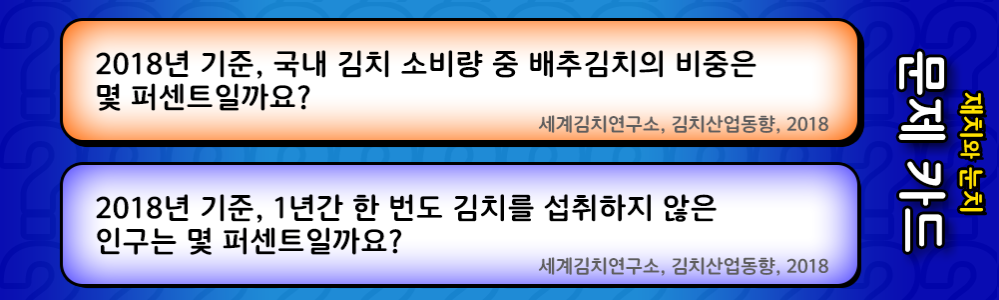 2018년 기준, 국내 김치 소비량 중 배추김치의 비중은
몇 퍼센트일까요?
세계김치연구소, 김치산업동향, 2018
2018년 기준, 1년간 한 번도 김치를 섭취하지 않은
인구는 몇 퍼센트일까요?
세계김치연구소, 김치산업동향, 2018
재치와 눈치
문제 카드